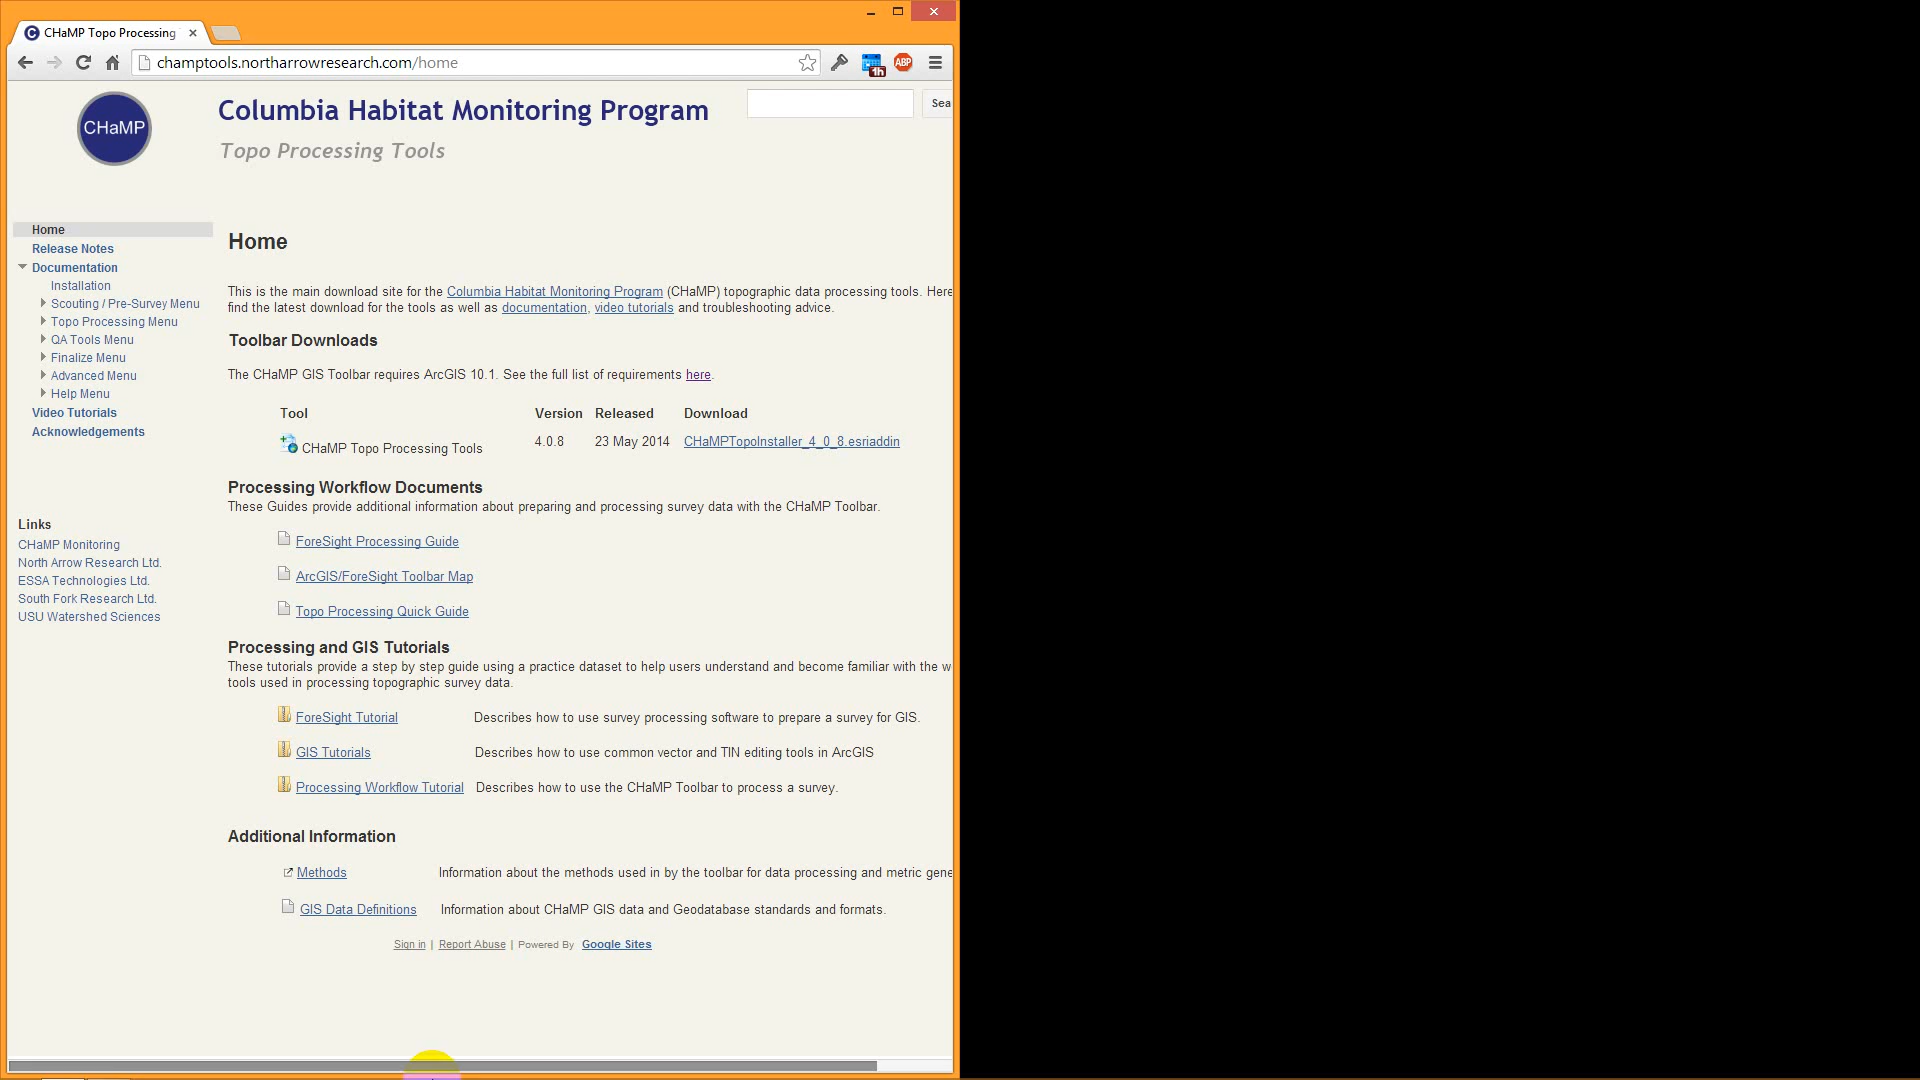 CHaMP Topo Processing
champtools.northarrowresearch.com/home
1h
ABP
CHaMP
Columbia Habitat Monitoring Program
Sea
Topo Processing Tools
Home
Release Notes
Documentation
Installation
Scouting / Pre-Survey Menu
Topo Processing Menu
QA Tools Menu
Finalize Menu
Advanced Menu
Help Menu
Video Tutorials
Acknowledgements
Links
CHaMP Monitoring
North Arrow Research Ltd.
ESSA Technologies Ltd.
South Fork Research Ltd.
USU Watershed Sciences
Home
This is the main download site for the Columbia Habitat Monitoring Program (CHaMP) topographic data processing tools. Here
find the latest download for the tools as well as documentation, video tutorials and troubleshooting advice.
Toolbar Downloads
The CHaMP GIS Toolbar requires ArcGIS 10.1. See the full list of requirements here.
Tool Version Released Download
CHaMP Topo Processing Tools 4.0.8 23 May 2014 CHaMPTopoInstaller_4_0_8.esriaddin
Processing Workflow Documents
These Guides provide additional information about preparing and processing survey data with the CHaMP Toolbar.
ForeSight Processing Guide
ArcGIS/ForeSight Toolbar Map
Topo Processing Quick Guide
Processing and GIS Tutorials
These tutorials provide a step by step guide using a practice dataset to help users understand and become familiar with the w
tools used in processing topographic survey data.
ForeSight Tutorial Describes how to use survey processing software to prepare a survey for GIS.
GIS Tutorials Describes how to use common vector and TIN editing tools in ArcGIS
Processing Workflow Tutorial Describes how to use the CHaMP Toolbar to process a survey.
Additional Information
Methods Information about the methods used in by the toolbar for data processing and metric gene
GIS Data Definitions Information about CHaMP GIS data and Geodatabase standards and formats.
Sign in | Report Abuse | Powered By Google Sites